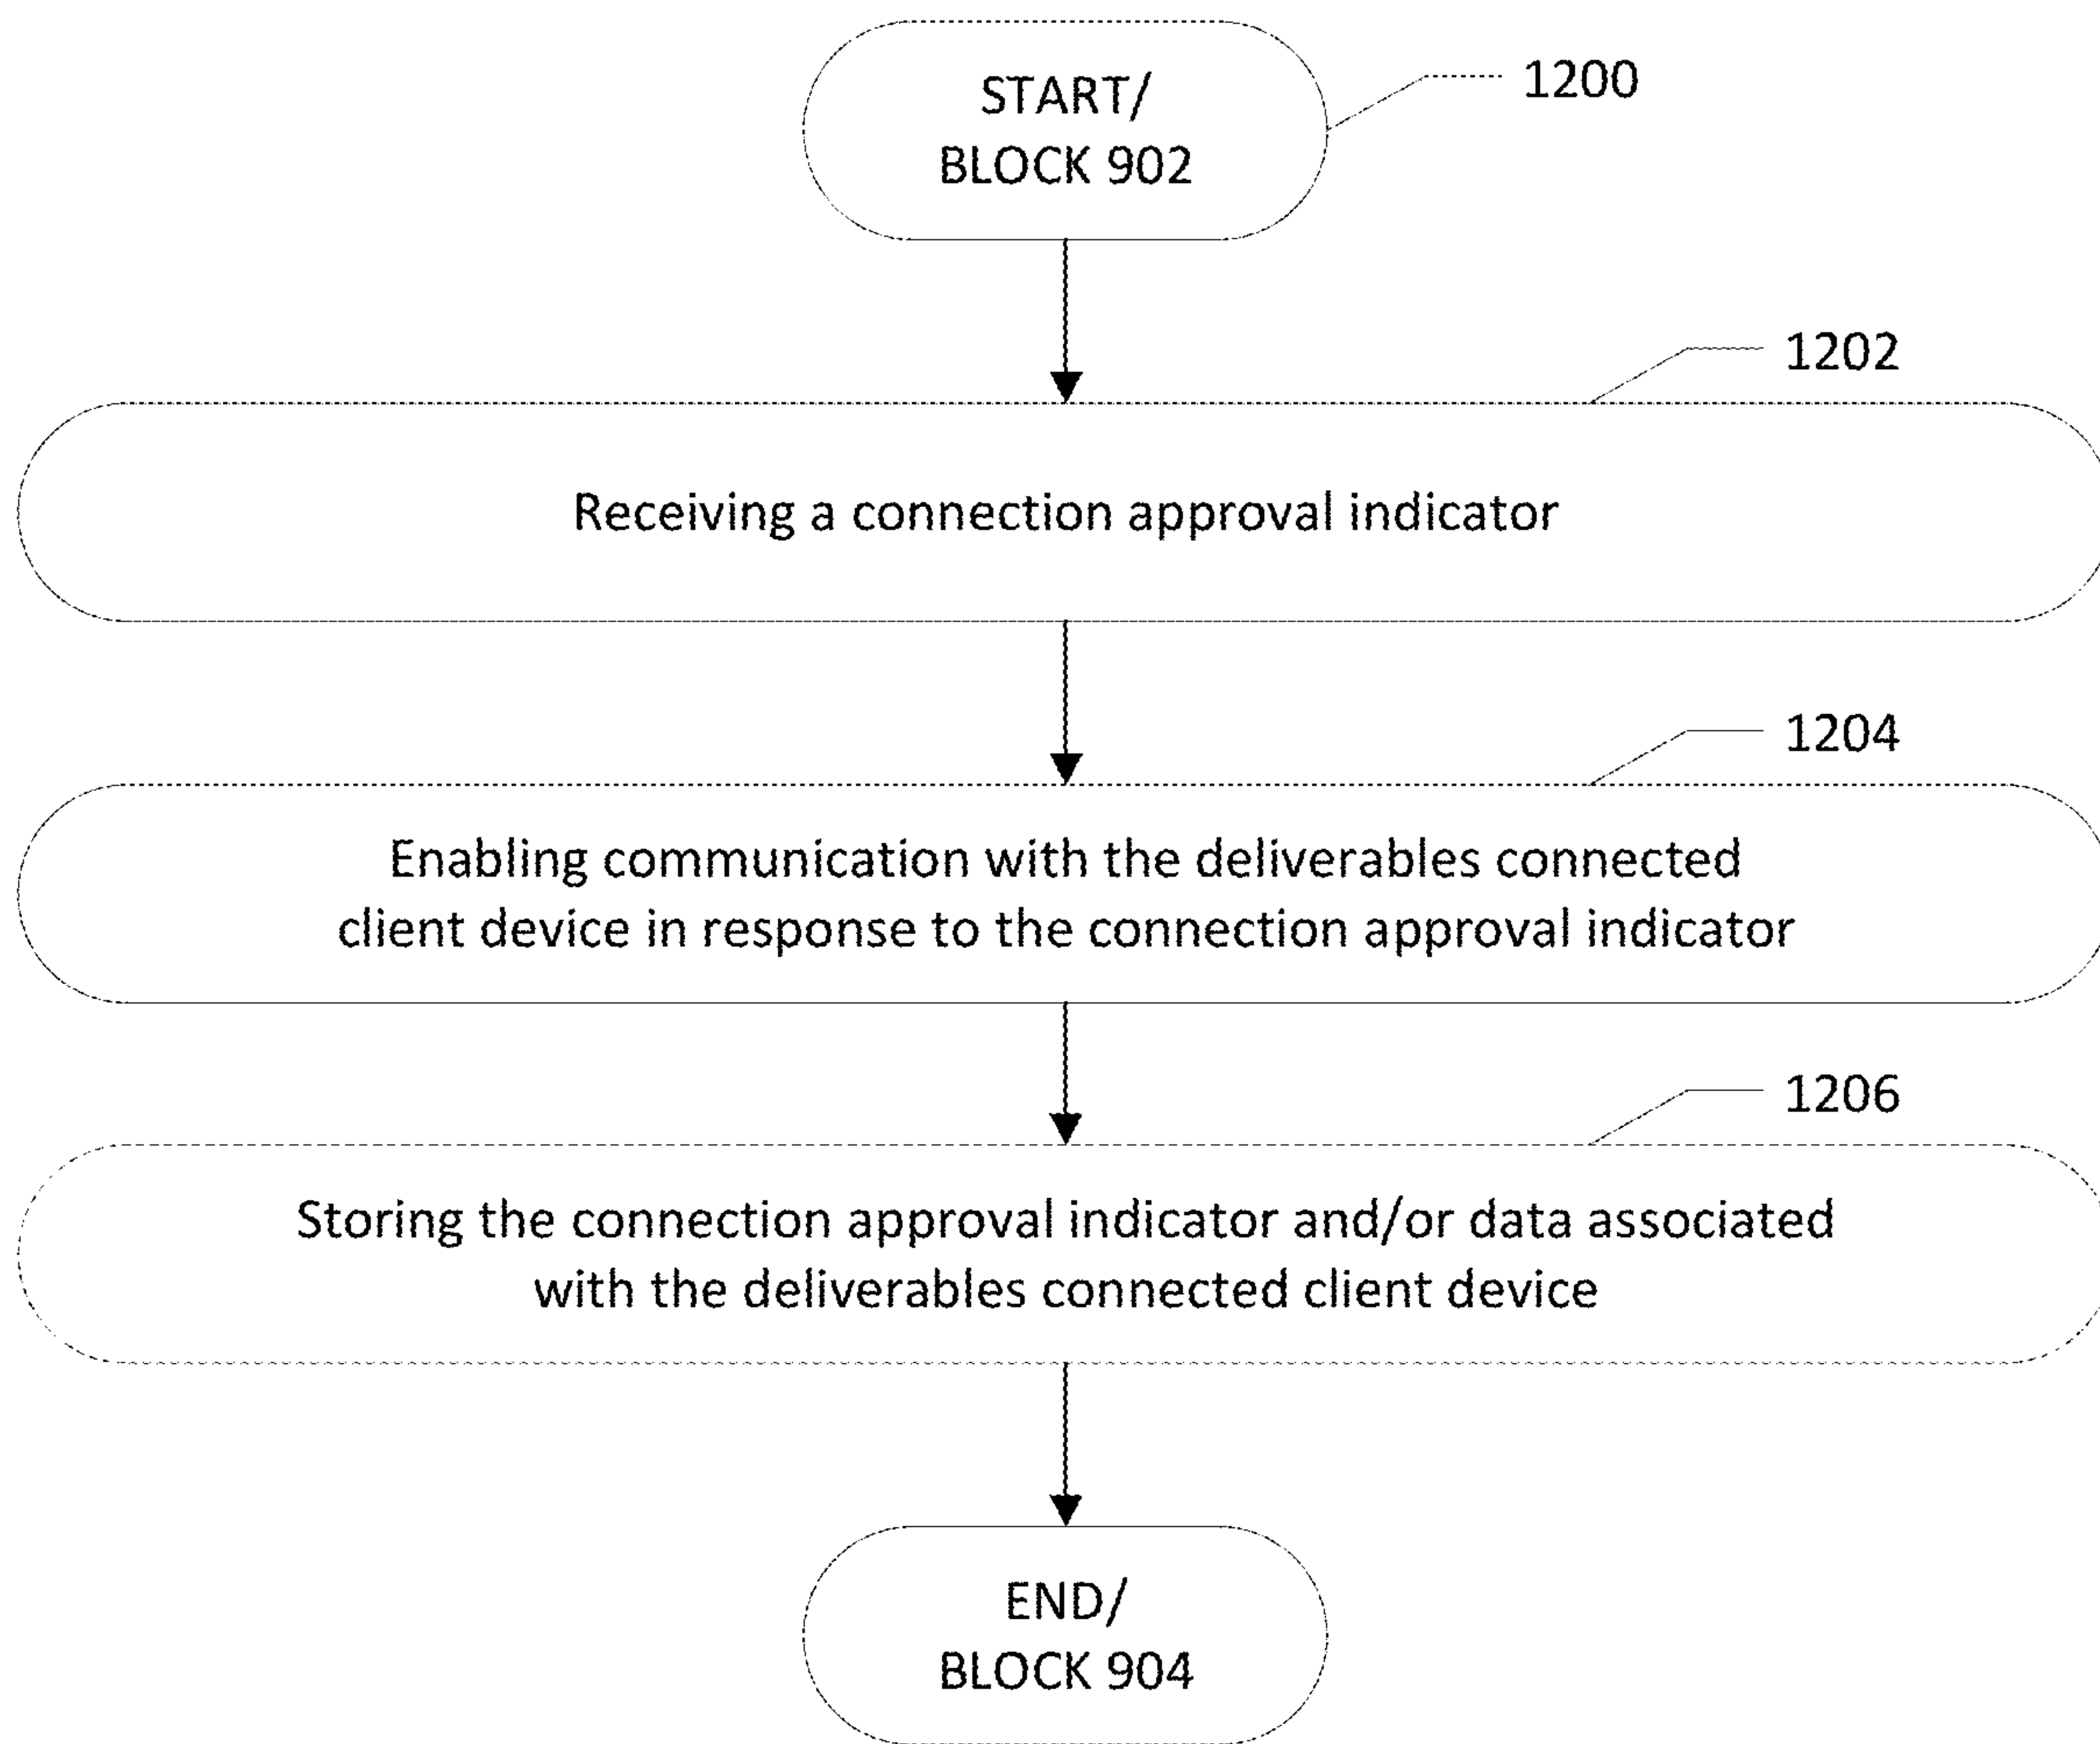 START/
BLOCK 902
1200
1202
Receiving a connection approval indicator
1204
Enabling communication with the deliverables connected
client device in response to the connection approval indicator
1206
Storing the connection approval indicator and/or data associated
with the deliverables connected client device
END/
BLOCK 904